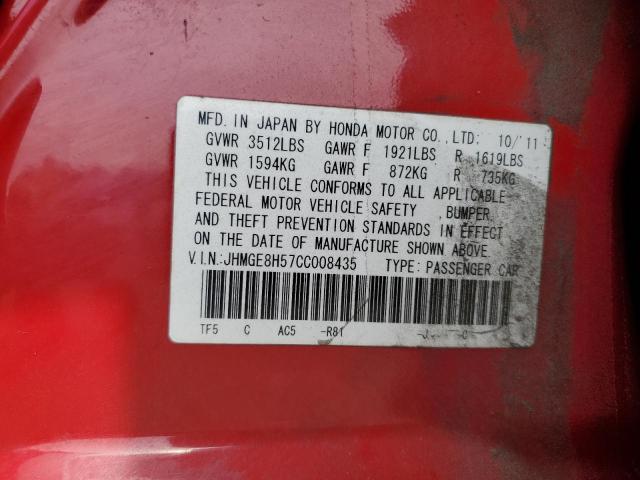 MFD. IN JAPAN BY HONDA MOTOR CO., LTD: 10/'11
GVWR 3512LBS GAWR F 1921LBS R 1619LBS
GVWR 1594KG GAWR F 872KG R 735KG
THIS VEHICLE CONFORMS TO ALL APPLICABLE
FEDERAL MOTOR VEHICLE SAFETY , BUMPER,
AND THEFT PREVENTION STANDARDS IN EFFECT
ON THE DATE OF MANUFACTURE SHOWN ABOVE.
V.I.N:JHMGE8H57CC008435 TYPE: PASSENGER CAR
TF5 C AC5 -R81